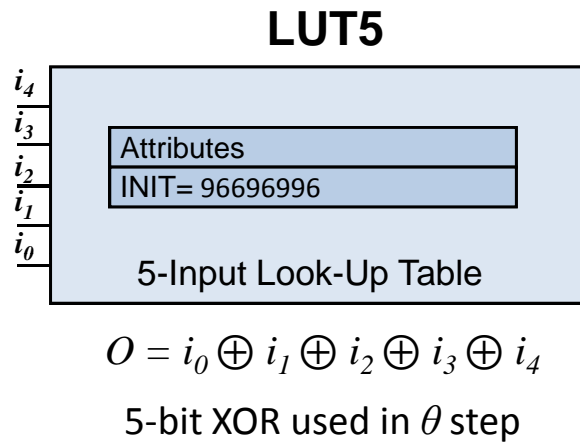 LUT5
i4
i3
i2
i1
i0
Attributes
INIT= 96696996
5-Input Look-Up Table
O = i0 ⊕ i1 ⊕ i2 ⊕ i3 ⊕ i4
5-bit XOR used in θ step